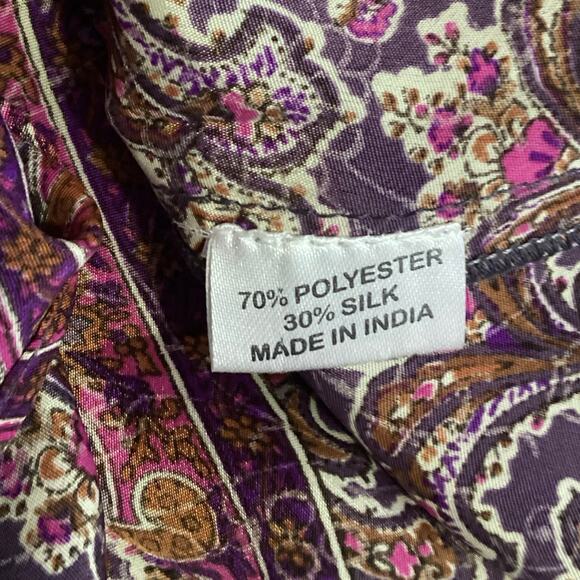 70% POLYESTER
30% SILK
MADE IN INDIA